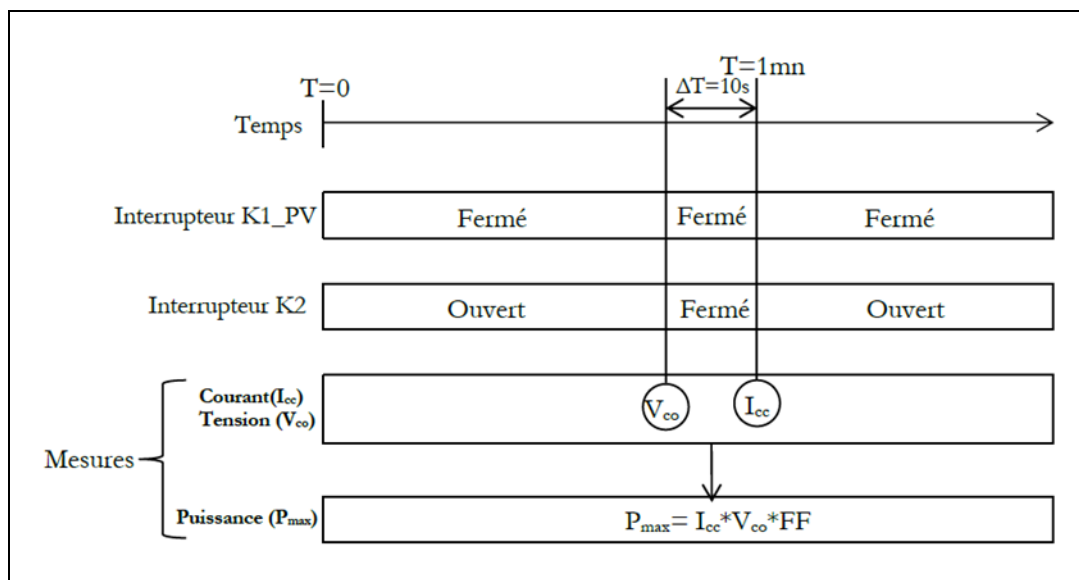 T=1mn
T=0
ΔT=10s
Temps
Interrupteur K1_PV
Fermé
Fermé
Fermé
Interrupteur K2
Ouvert
Fermé
Ouvert
Mesures
Courant(Icc)
Tension (Vco)
Vco
Icc
Puissance (Pmax)
Pmax= Icc*Vco*FF